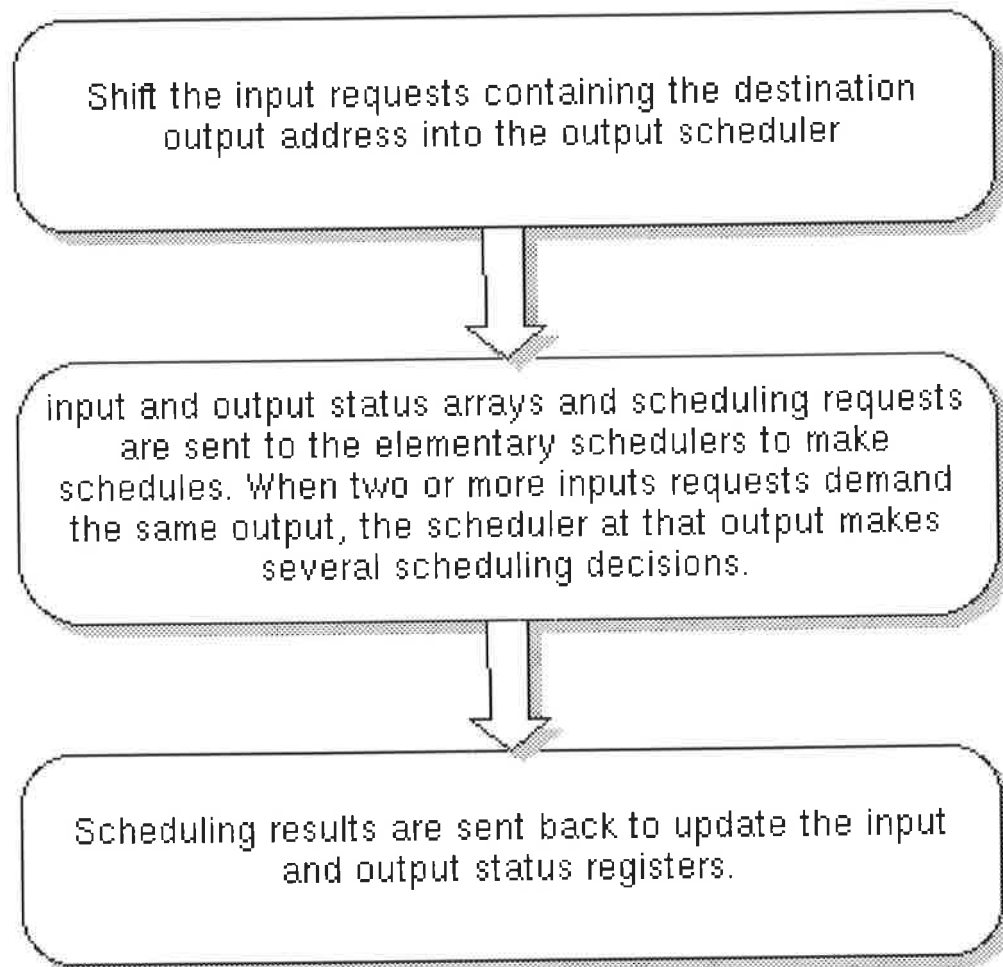 Shift the input requests containing the destination
output address into the output scheduler
input and output status arrays and scheduling requests
are sent to the elementary schedulers to make
schedules. When two or more inputs requests demand
the same output, the scheduler at that output makes
several scheduling decisions.
Scheduling results are sent back to update the input
and output status registers.